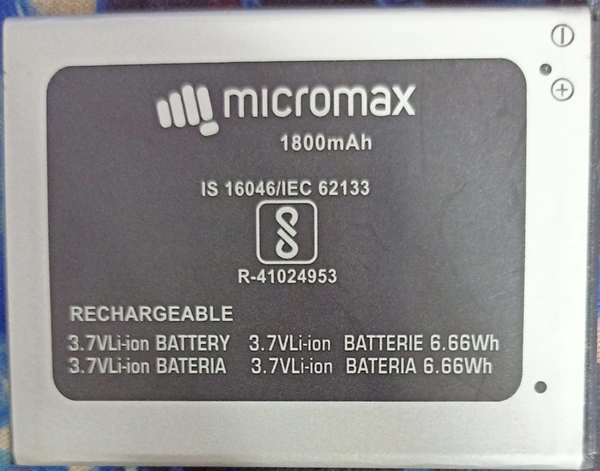 micromax
1800mAh
IS 16046/IEC 62133
R-41024953
RECHARGEABLE
3.7VLi-ion BATTERY 3.7VLi-ion BATTERIE 6.66Wh
3.7VLi-ion BATERIA 3.7VLi-ion BATERIA 6.66Wh